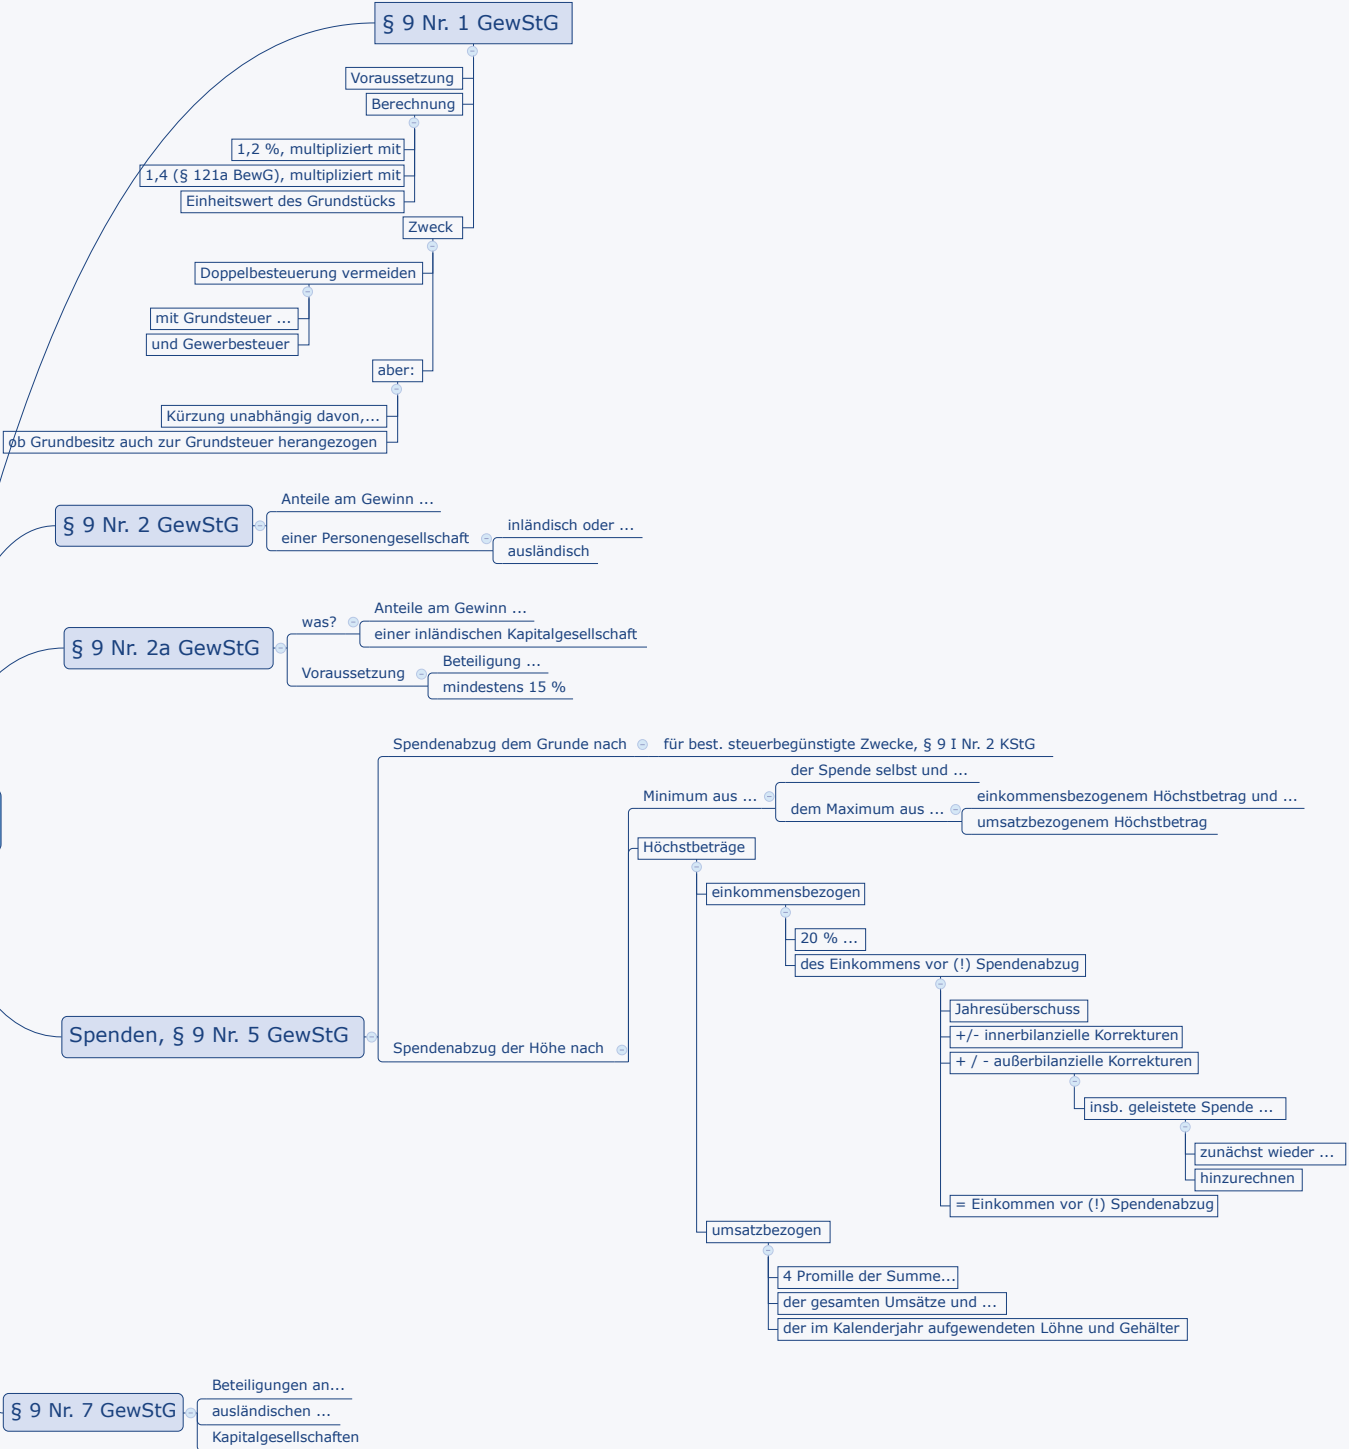 § 9 Nr. 1 GewStG
Voraussetzung
Berechnung
1,2 %, multipliziert mit
1,4 (§ 121a BewG), multipliziert mit
Einheitswert des Grundstücks
Zweck
Doppelbesteuerung vermeiden
mit Grundsteuer ...
und Gewerbesteuer
aber:
Kürzung unabhängig davon,...
ob Grundbesitz auch zur Grundsteuer herangezogen
§ 9 Nr. 2 GewStG
Anteile am Gewinn ...
einer Personengesellschaft
inländisch oder ...
ausländisch
§ 9 Nr. 2a GewStG
was?
Anteile am Gewinn ...
einer inländischen Kapitalgesellschaft
Voraussetzung
Beteiligung ...
mindestens 15 %
Spenden, § 9 Nr. 5 GewStG
Spendenabzug dem Grunde nach
für best. steuerbegünstigte Zwecke, § 9 I Nr. 2 KStG
Spendenabzug der Höhe nach
Minimum aus ...
der Spende selbst und ...
dem Maximum aus ...
einkommensbezogenem Höchstbetrag und ...
umsatzbezogenem Höchstbetrag
Höchstbeträge
einkommensbezogen
20 % ...
des Einkommens vor (!) Spendenabzug
Jahresüberschuss
+/- innerbilanzielle Korrekturen
+ / - außerbilanzielle Korrekturen
insb. geleistete Spende ...
zunächst wieder ...
hinzurechnen
= Einkommen vor (!) Spendenabzug
umsatzbezogen
4 Promille der Summe...
der gesamten Umsätze und ...
der im Kalenderjahr aufgewendeten Löhne und Gehälter
§ 9 Nr. 7 GewStG
Beteiligungen an...
ausländischen ...
Kapitalgesellschaften